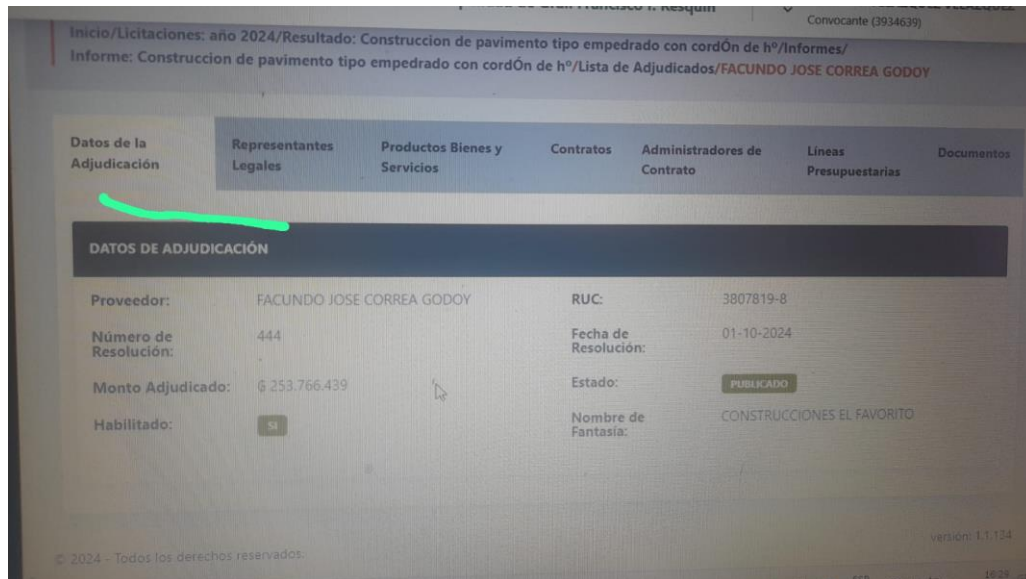 Gral. Francisco I. Resquin
Convocante (3934639)
Inicio/Licitaciones: año 2024/Resultado: Construccion de pavimento tipo empedrado con cordÓn de hº/Informes/
Informe: Construccion de pavimento tipo empedrado con cordÓn de hº/Lista de Adjudicados/FACUNDO JOSE CORREA GODOY
Datos de la
Adjudicación
Representantes
Legales
Productos Bienes y
Servicios
Contratos
Administradores de
Contrato
Líneas
Presupuestarias
Documentos
DATOS DE ADJUDICACIÓN
Proveedor: FACUNDO JOSE CORREA GODOY RUC: 3807819-8
Número de
Resolución:
444
Fecha de
Resolución:
01-10-2024
Monto Adjudicado: ₲ 253.766.439
Estado: PUBLICADO
Habilitado: SI
Nombre de
Fantasía:
CONSTRUCCIONES EL FAVORITO
versión: 1.1.134
© 2024 - Todos los derechos reservados.
16:29